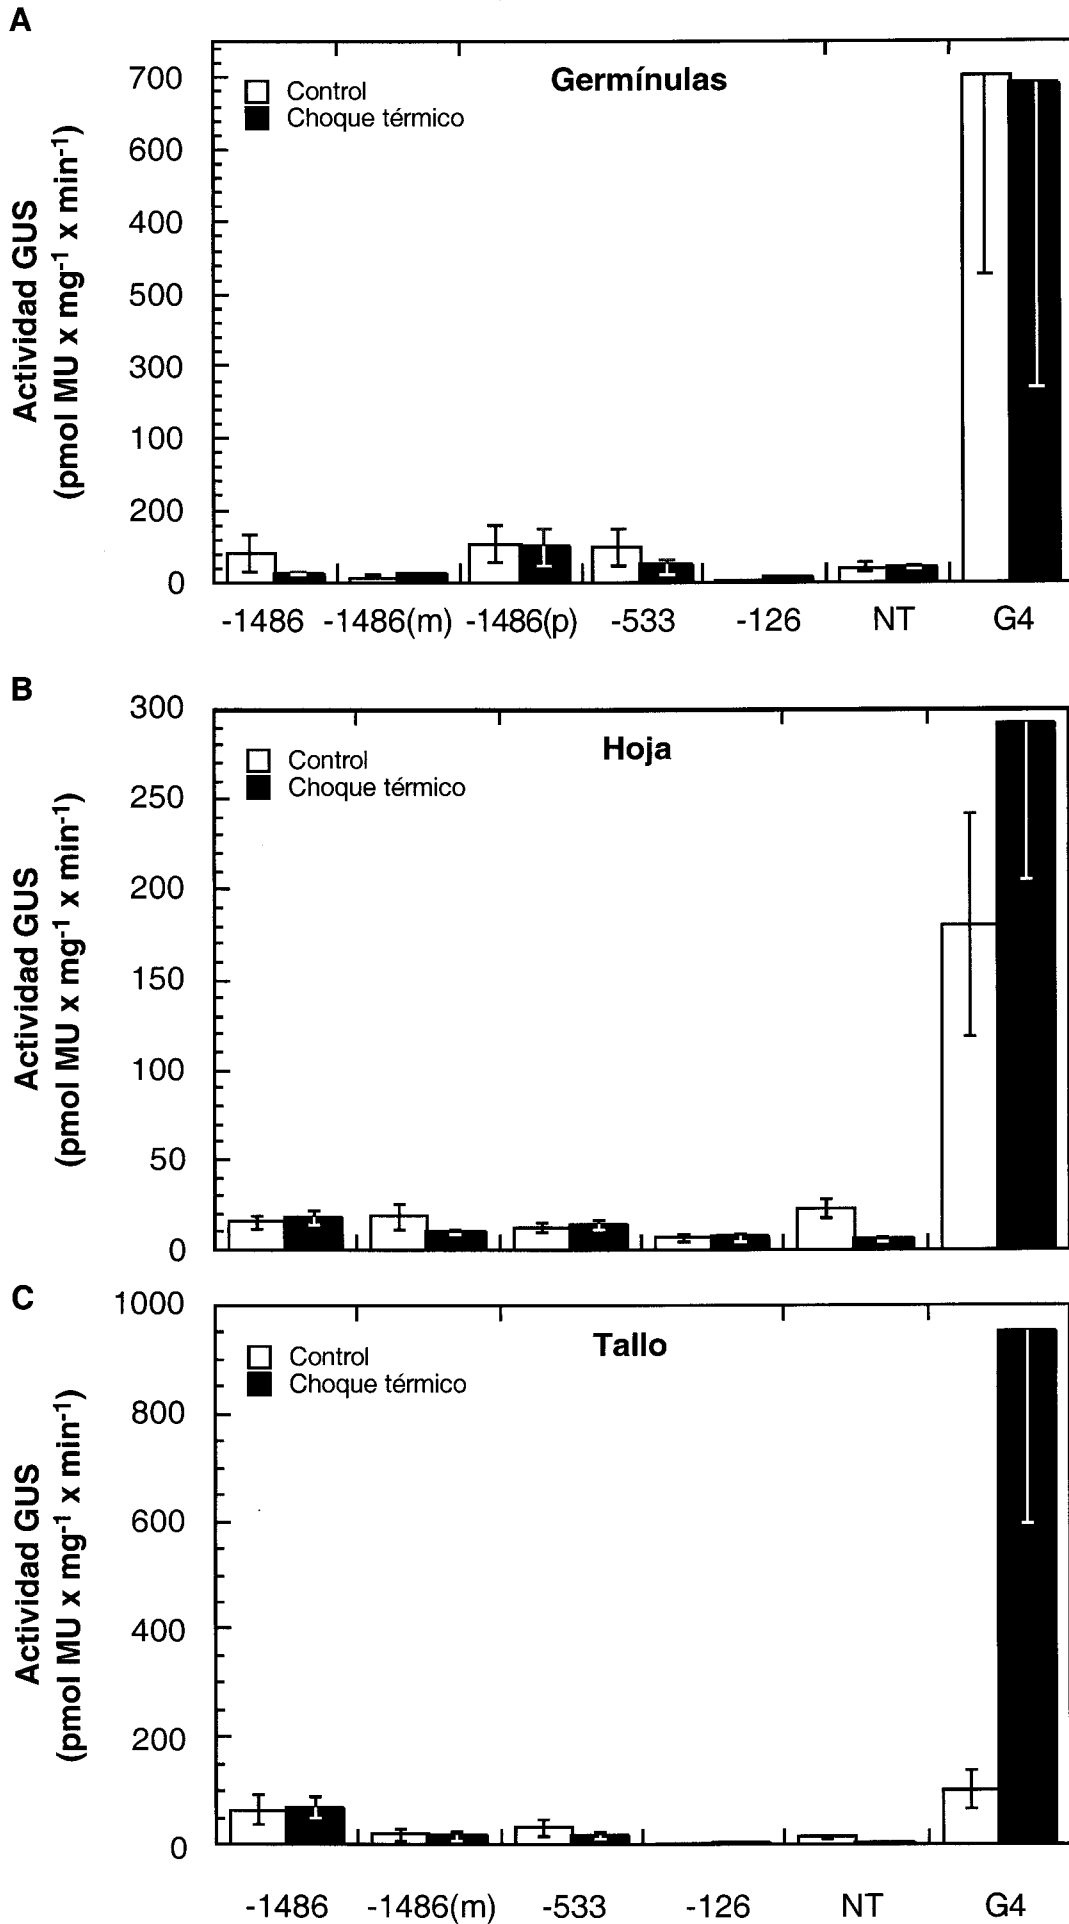 A
Germínulas
Control
Choque térmico
Actividad GUS
(pmol MU x mg-1 x min-1)
700
600
400
500
300
100
200
0
-1486 -1486(m) -1486(p) -533 -126 NT G4
B
Hoja
Control
Choque térmico
Actividad GUS
(pmol MU x mg-1 x min-1)
300
250
200
150
100
50
0
C
Tallo
Control
Choque térmico
Actividad GUS
(pmol MU x mg-1 x min-1)
1000
800
600
400
200
0
-1486 -1486(m) -533 -126 NT G4